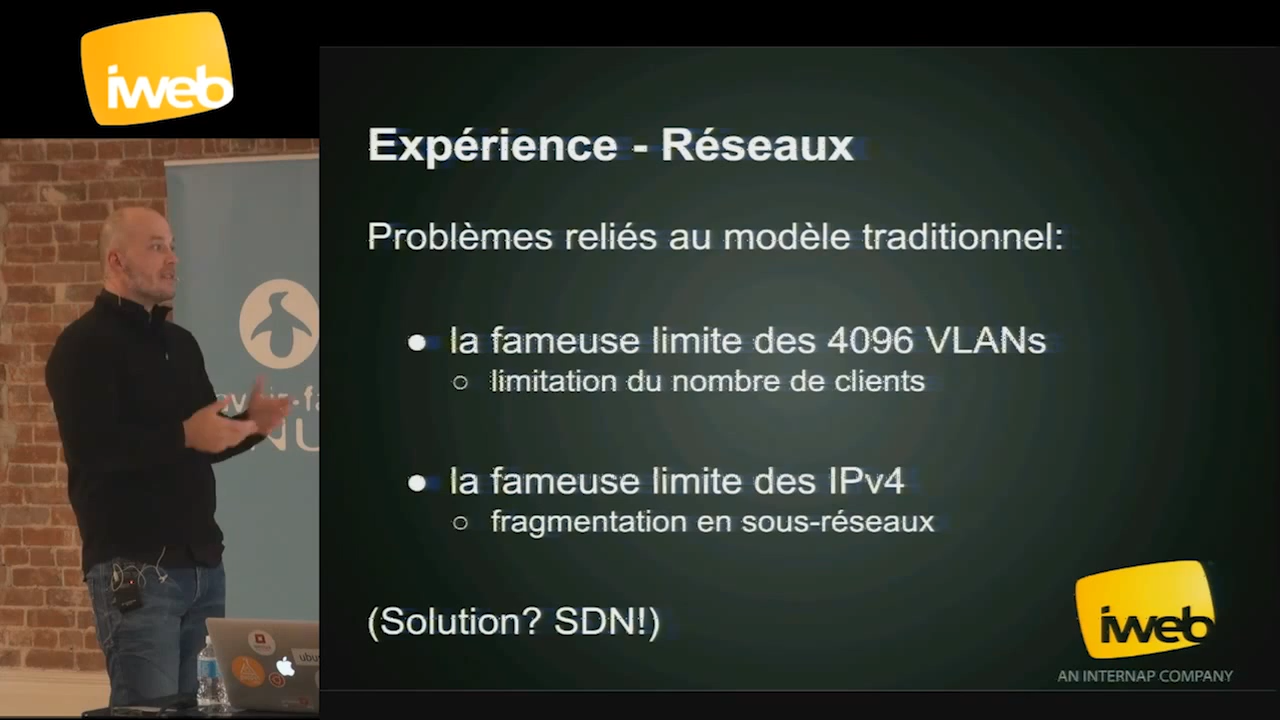 iweb
Expérience - Réseaux
Problèmes reliés au modèle traditionnel:
● la fameuse limite des 4096 VLANs
○ limitation du nombre de clients
● la fameuse limite des IPv4
○ fragmentation en sous-réseaux
(Solution? SDN!)
iweb
AN INTERNAP COMPANY